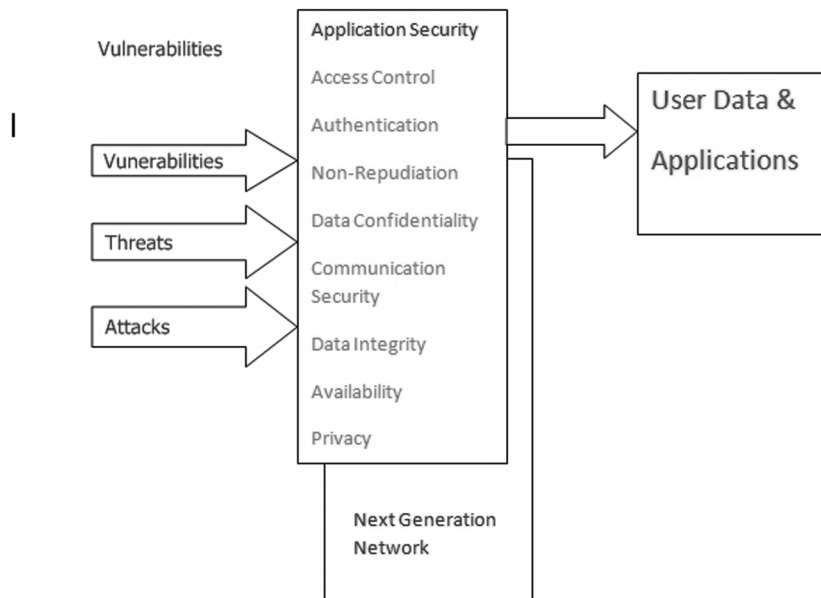 Vulnerabilities
Vunerabilities
Threats
Attacks
Application Security
Access Control
Authentication
Non-Repudiation
Data Confidentiality
Communication
Security
Data Integrity
Availability
Privacy
Next Generation
Network
User Data &
Applications